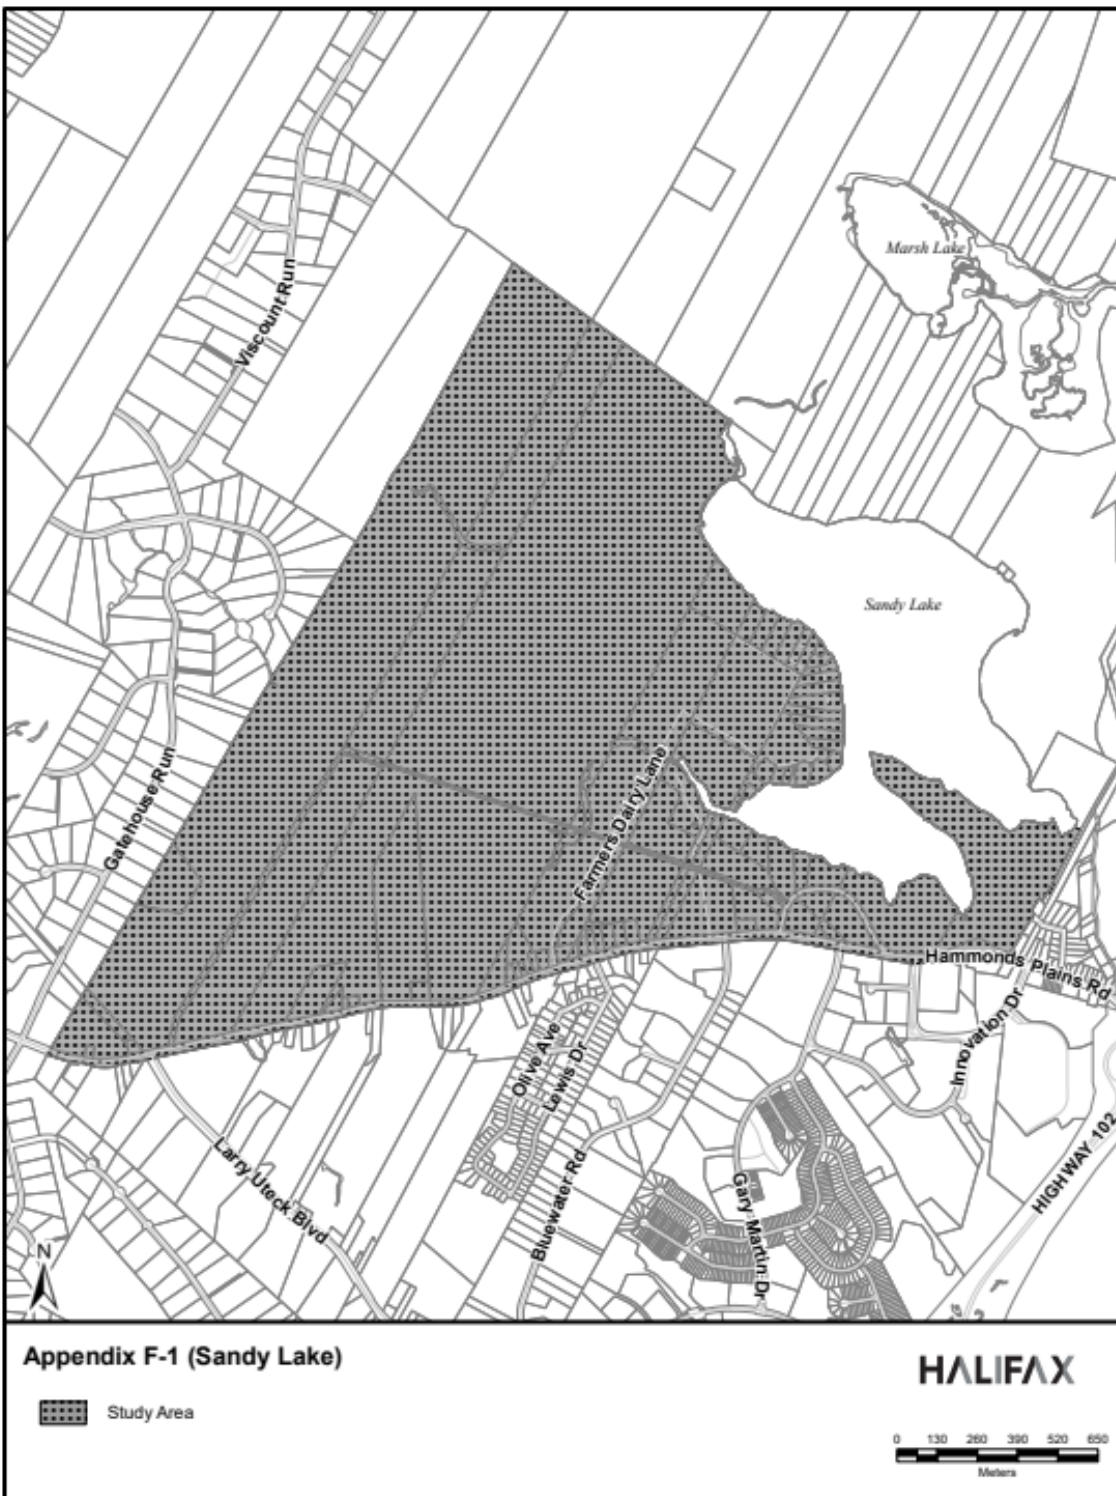 Marsh Lake
Viscount Run
Sandy Lake
Gatehouse Run
Farmers Dairy Lane
Hammonds Plains Rd
Innovation Dr
Olive Ave
Lewis Dr
Larry Uteck Blvd
Bluewater Rd
Gary Martin Dr
HIGHWAY 102
N
Appendix F-1 (Sandy Lake)
HALIFAX
Study Area
0 130 260 390 520 650
Meters